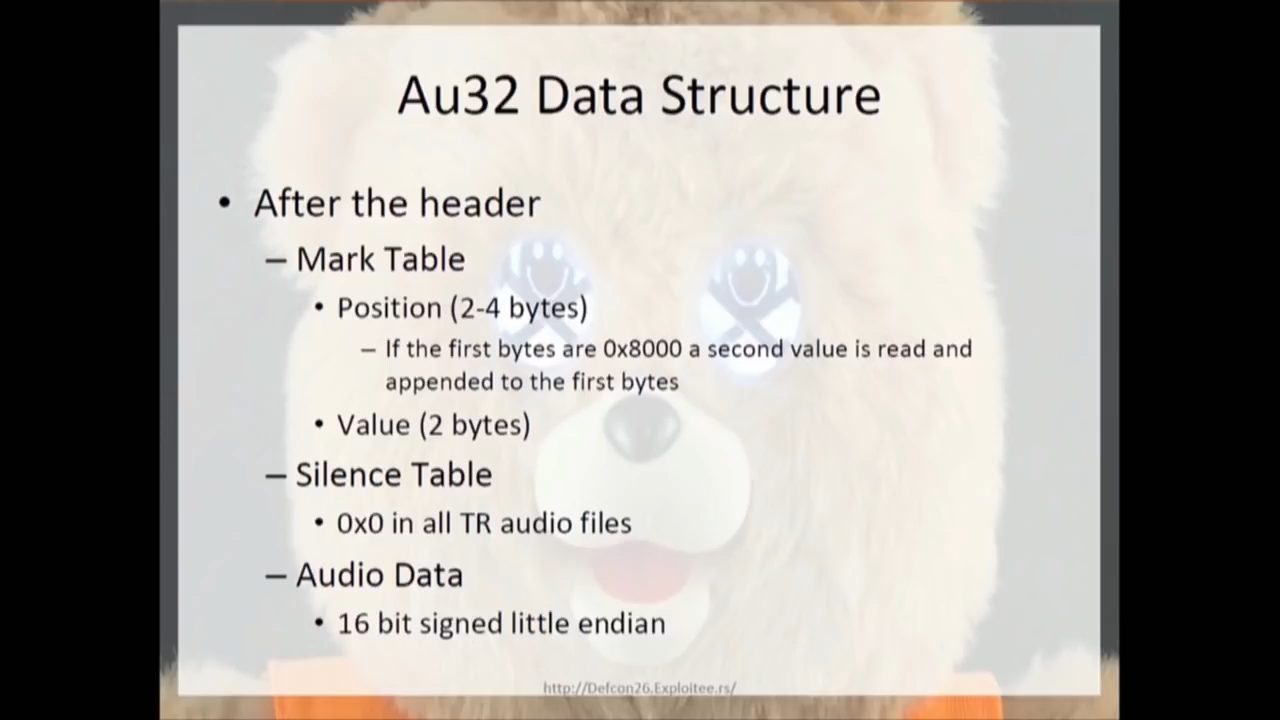 Au32 Data Structure
• After the header
– Mark Table
• Position (2-4 bytes)
– If the first bytes are 0x8000 a second value is read and
appended to the first bytes
• Value (2 bytes)
– Silence Table
• 0x0 in all TR audio files
– Audio Data
• 16 bit signed little endian
http://Defcon26.Exploitee.rs/